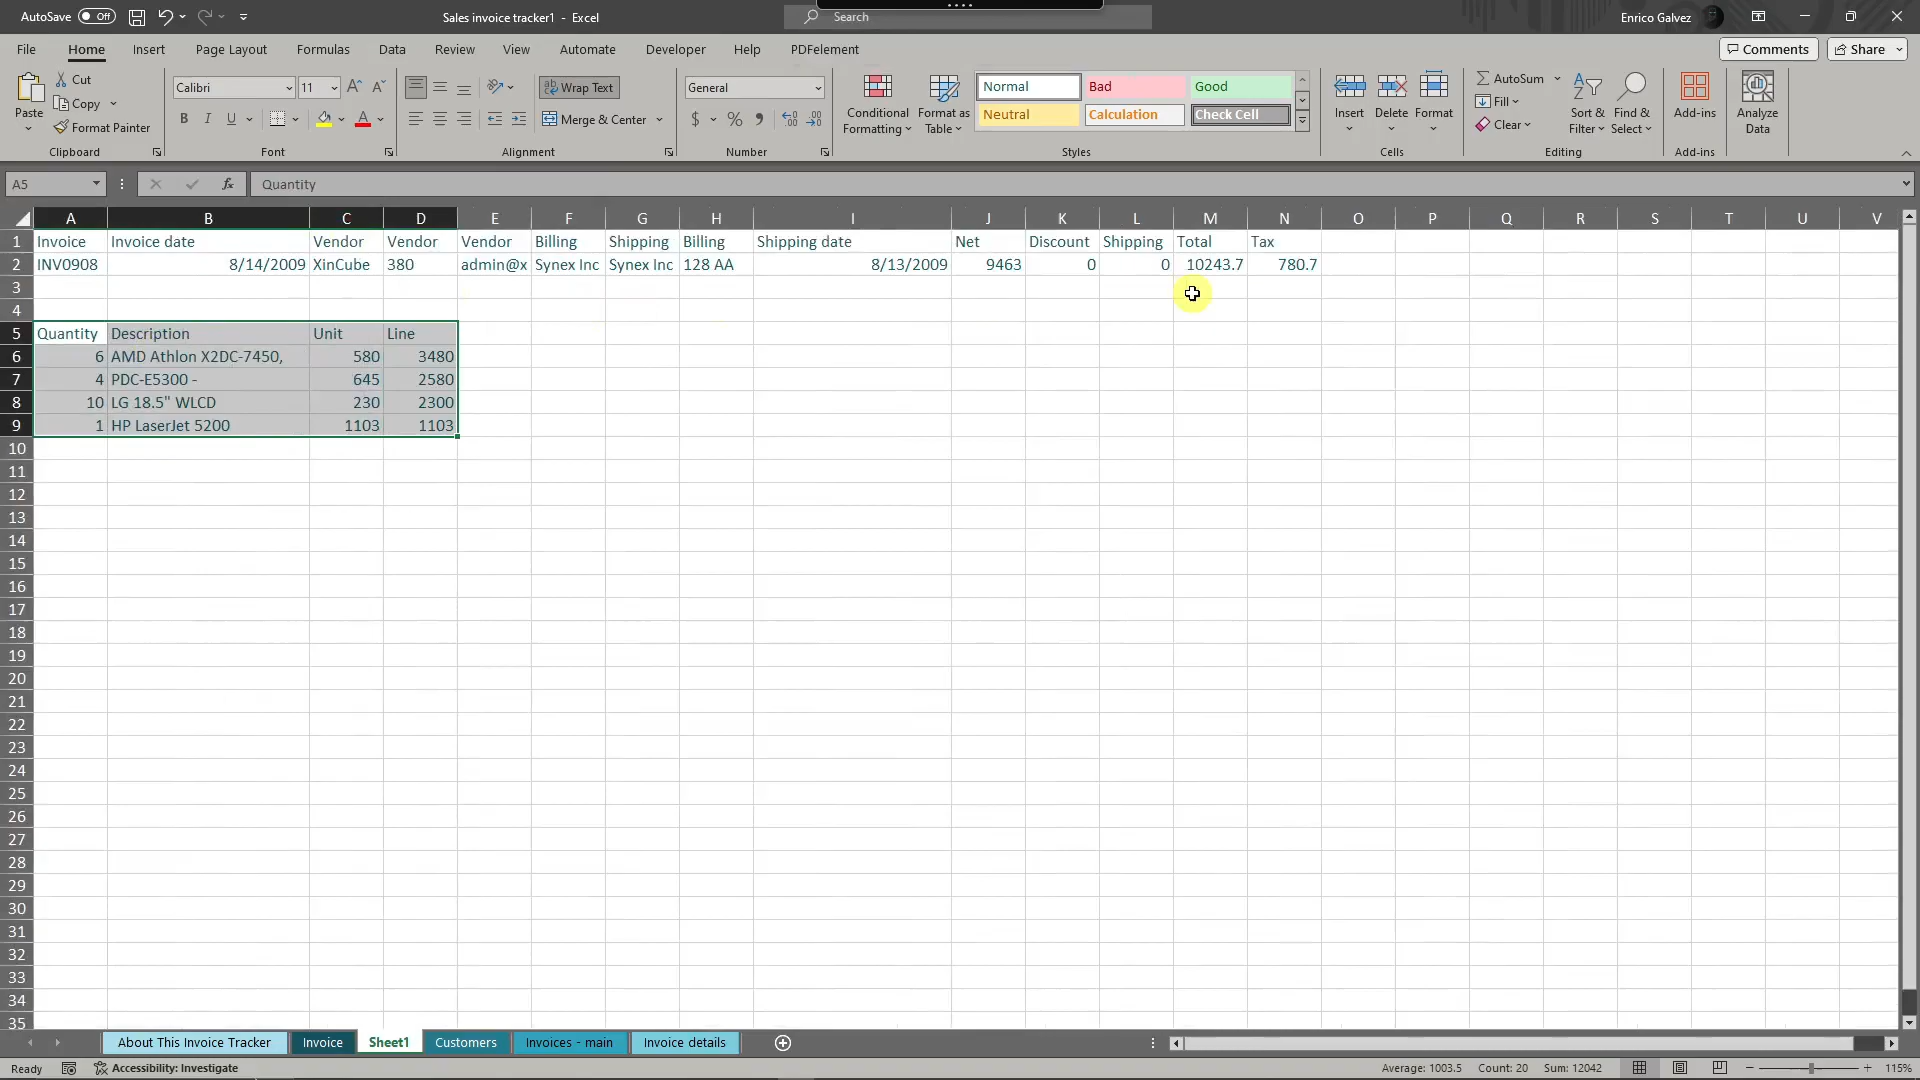 AutoSave Off Sales invoice tracker1 - Excel Search Enrico Galvez
File Home Insert Page Layout Formulas Data Review View Automate Developer Help PDFelement Comments Share
Paste Cut Copy Format Painter Clipboard
Calibri 11 A A B I U A Font
Wrap Text Merge & Center Alignment
General $ % Number
Conditional Formatting Format as Table Normal Bad Good Neutral Calculation Check Cell Styles
Insert Delete Format Cells
AutoSum Fill Clear Sort & Filter Find & Select Editing
Add-ins Add-ins
Analyze Data
A5 fx Quantity
A B C D E F G H I J K L M N O P Q R S T U V
1 Invoice Invoice date Vendor Vendor Vendor Billing Shipping Billing Shipping date Net Discount Shipping Total Tax
2 INV0908 8/14/2009 XinCube 380 admin@x Synex Inc Synex Inc 128 AA 8/13/2009 9463 0 0 10243.7 780.7
3
4
5 Quantity Description Unit Line
6 6 AMD Athlon X2DC-7450, 580 3480
7 4 PDC-E5300 - 645 2580
8 10 LG 18.5" WLCD 230 2300
9 1 HP LaserJet 5200 1103 1103
10
11
12
13
14
15
16
17
18
19
20
21
22
23
24
25
26
27
28
29
30
31
32
33
34
35
About This Invoice Tracker Invoice Sheet1 Customers Invoices - main Invoice details
Ready Accessibility: Investigate Average: 1003.5 Count: 20 Sum: 12042 115%